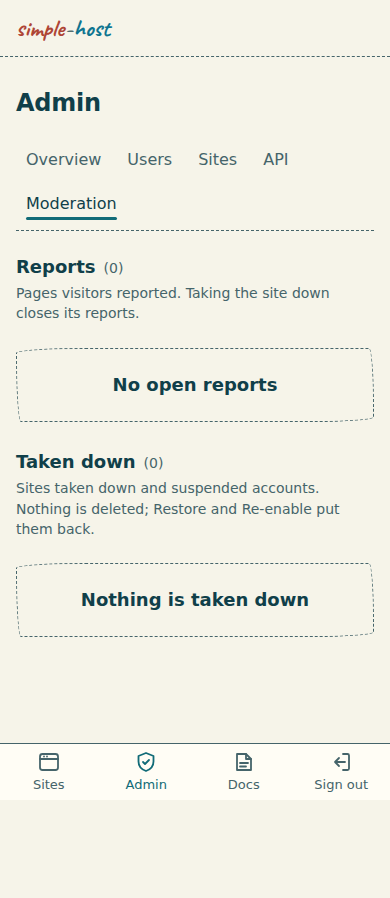 simple-host
Admin
Overview Users Sites API
Moderation
Reports (0)
Pages visitors reported. Taking the site down
closes its reports.
No open reports
Taken down (0)
Sites taken down and suspended accounts.
Nothing is deleted; Restore and Re-enable put
them back.
Nothing is taken down
Sites Admin Docs Sign out